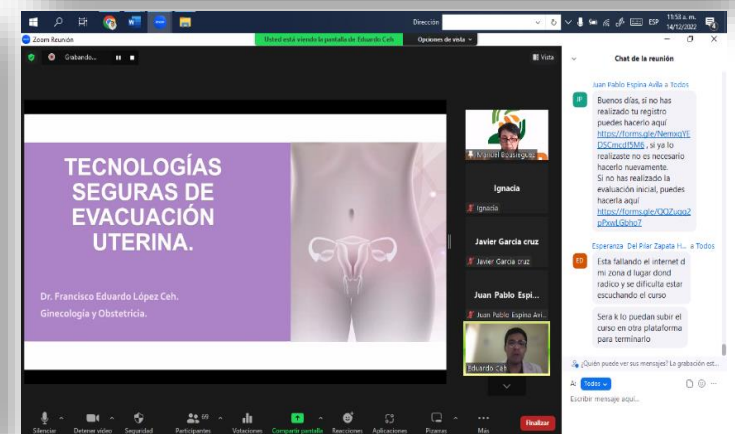 Dirección
ESP
11:53 a. m.
14/12/2022
Zoom Reunión
Usted está viendo la pantalla de Eduardo Ceh
Opciones de vista
Grabando...
Vista
TECNOLOGÍAS
SEGURAS DE
EVACUACIÓN
UTERINA.
Dr. Francisco Eduardo López Ceh.
Ginecología y Obstetricia.
Ignacia
Ignacia
Javier Garcia cruz
Javier Garcia cruz
Juan Pablo Espi...
Juan Pablo Espina Avi...
Eduardo Ceh
Chat de la reunión
Juan Pablo Espina Avila a Todos
JP
Buenos días, si no has
realizado tu registro
puedes hacerlo aquí
, si ya lo
realizaste no es necesario
hacerlo nuevamente.
Si no has realizado la
evaluación inicial, puedes
hacerla aquí
Esperanza Del Pilar Zapata H... a Todos
ED
Esta fallando el internet d
mi zona d lugar dond
radico y se dificulta estar
escuchando el curso
Sera k lo puedan subir el
curso en otra plataforma
para terminarlo
¿Quién puede ver sus mensajes? La grabación est...
A: Todos
Escribir mensaje aquí...
Silenciar
Detener video
Seguridad
69
Participantes
Votaciones
Compartir pantalla
Reacciones
Aplicaciones
Pizarras
Más
Finalizar